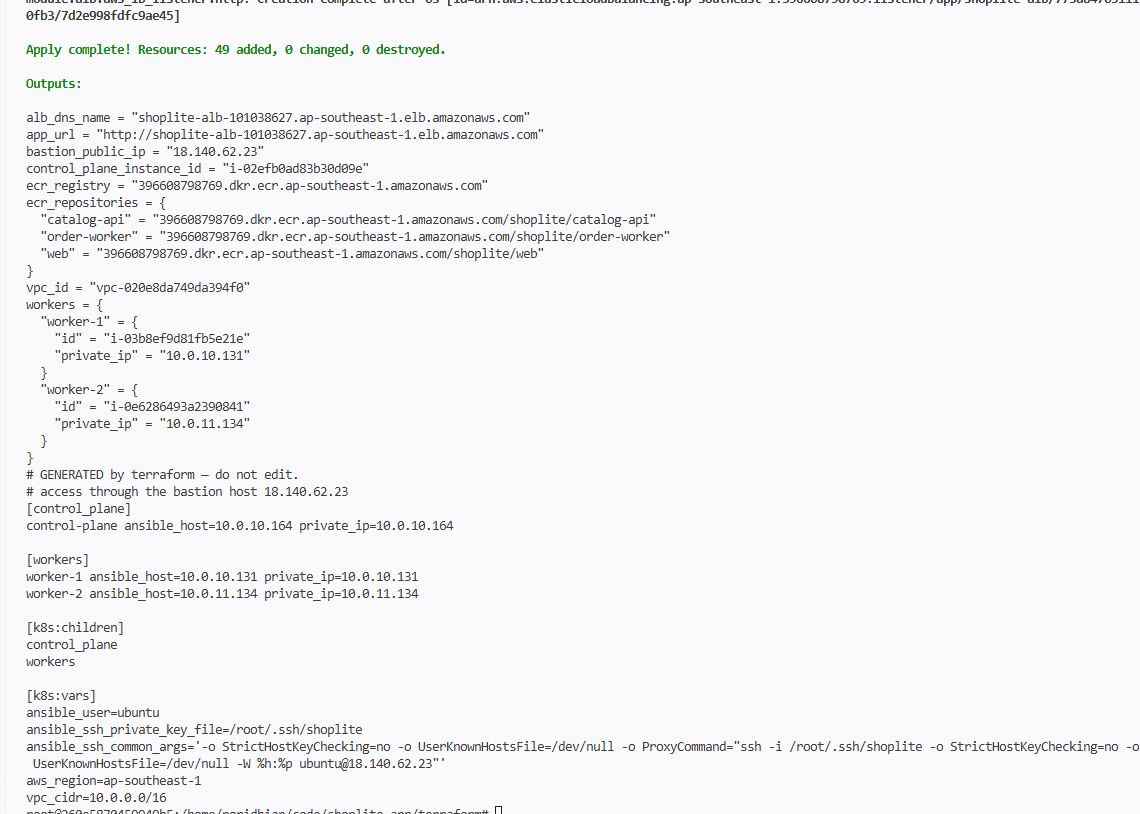 0fb3/7d2e998fdfc9ae45]
Apply complete! Resources: 49 added, 0 changed, 0 destroyed.
Outputs:
alb_dns_name = "shoplite-alb-101038627.ap-southeast-1.elb.amazonaws.com"
app_url = "http://shoplite-alb-101038627.ap-southeast-1.elb.amazonaws.com"
bastion_public_ip = "18.140.62.23"
control_plane_instance_id = "i-02efb0ad83b30d09e"
ecr_registry = "396608798769.dkr.ecr.ap-southeast-1.amazonaws.com"
ecr_repositories = {
"catalog-api" = "396608798769.dkr.ecr.ap-southeast-1.amazonaws.com/shoplite/catalog-api"
"order-worker" = "396608798769.dkr.ecr.ap-southeast-1.amazonaws.com/shoplite/order-worker"
"web" = "396608798769.dkr.ecr.ap-southeast-1.amazonaws.com/shoplite/web"
}
vpc_id = "vpc-020e8da749da394f0"
workers = {
"worker-1" = {
"id" = "i-03b8ef9d81fb5e21e"
"private_ip" = "10.0.10.131"
}
"worker-2" = {
"id" = "i-0e6286493a2390841"
"private_ip" = "10.0.11.134"
}
}
# GENERATED by terraform — do not edit.
# access through the bastion host 18.140.62.23
[control_plane]
control-plane ansible_host=10.0.10.164 private_ip=10.0.10.164
[workers]
worker-1 ansible_host=10.0.10.131 private_ip=10.0.10.131
worker-2 ansible_host=10.0.11.134 private_ip=10.0.11.134
[k8s:children]
control_plane
workers
[k8s:vars]
ansible_user=ubuntu
ansible_ssh_private_key_file=/root/.ssh/shoplite
ansible_ssh_common_args='-o StrictHostKeyChecking=no -o UserKnownHostsFile=/dev/null -o ProxyCommand="ssh -i /root/.ssh/shoplite -o StrictHostKeyChecking=no -o
UserKnownHostsFile=/dev/null -W %h:%p ubuntu@18.140.62.23"'
aws_region=ap-southeast-1
vpc_cidr=10.0.0.0/16